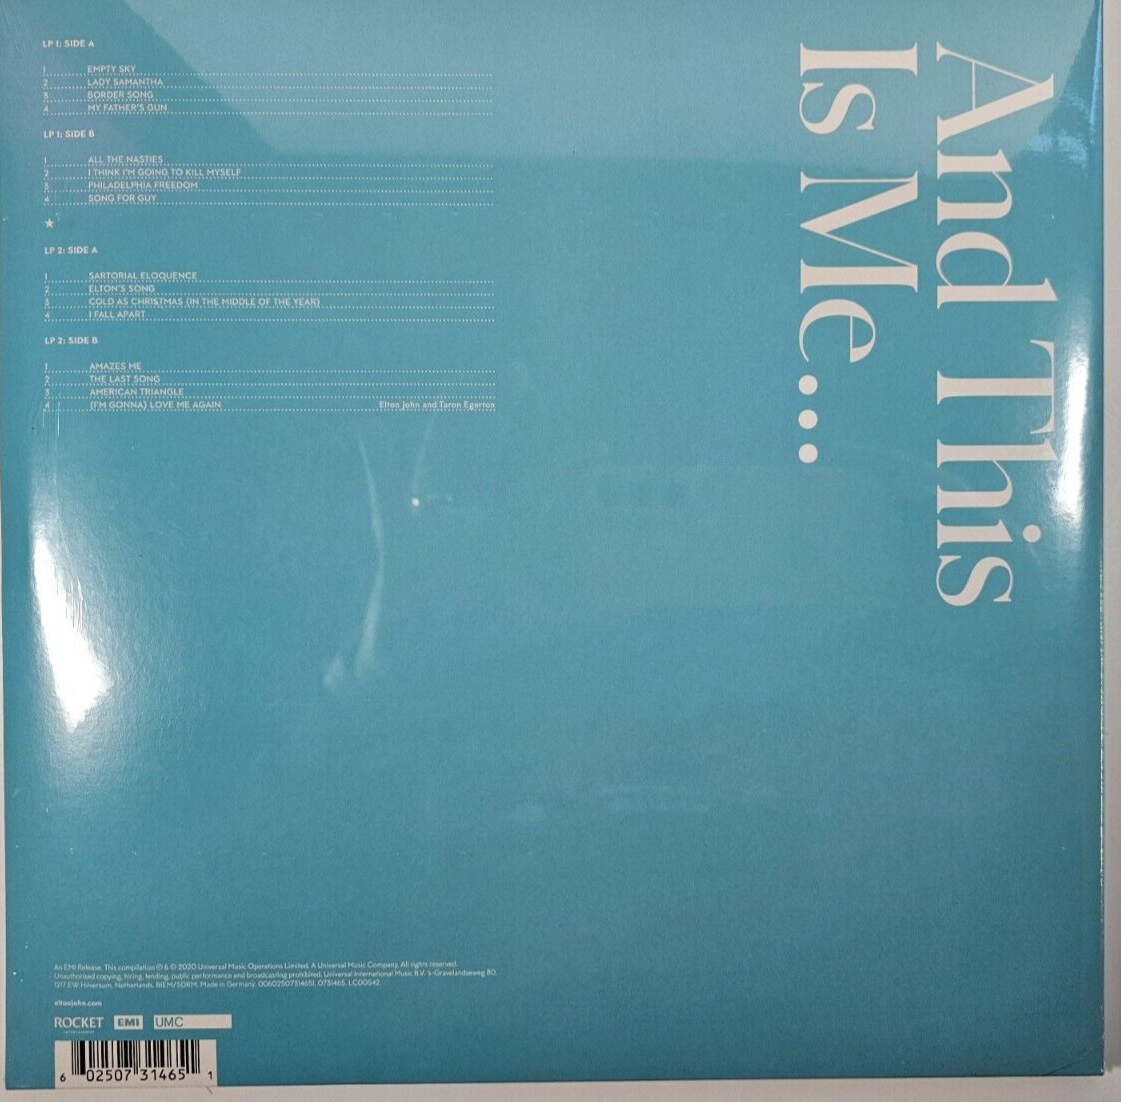 LP 1: SIDE A
1 EMPTY SKY
2 LADY SAMANTHA
3 BORDER SONG
4 MY FATHER'S GUN
LP 1: SIDE B
1 ALL THE NASTIES
2 I THINK I'M GOING TO KILL MYSELF
3 PHILADELPHIA FREEDOM
4 SONG FOR GUY
LP 2: SIDE A
1 SARTORIAL ELOQUENCE
2 ELTON'S SONG
3 COLD AS CHRISTMAS (IN THE MIDDLE OF THE YEAR)
4 I FALL APART
LP 2: SIDE B
1 AMAZES ME
2 THE LAST SONG
3 AMERICAN TRIANGLE
4 (I'M GONNA) LOVE ME AGAIN Elton John and Taron Egerton
And This
Is Me...
An EMI Release. This compilation ℗ & © 2020 Universal Music Operations Limited. A Universal Music Company. All rights reserved.
Unauthorised copying, hiring, lending, public performance and broadcasting prohibited. Universal International Music B.V. 's-Gravelandseweg 80,
1217 EW Hilversum, Netherlands. BIEM/SDRM. Made in Germany. 00602507314651. 0731465. LC00542.
eltonjohn.com
ROCKET ENTERTAINMENT EMI UMC
6 02507 31465 1